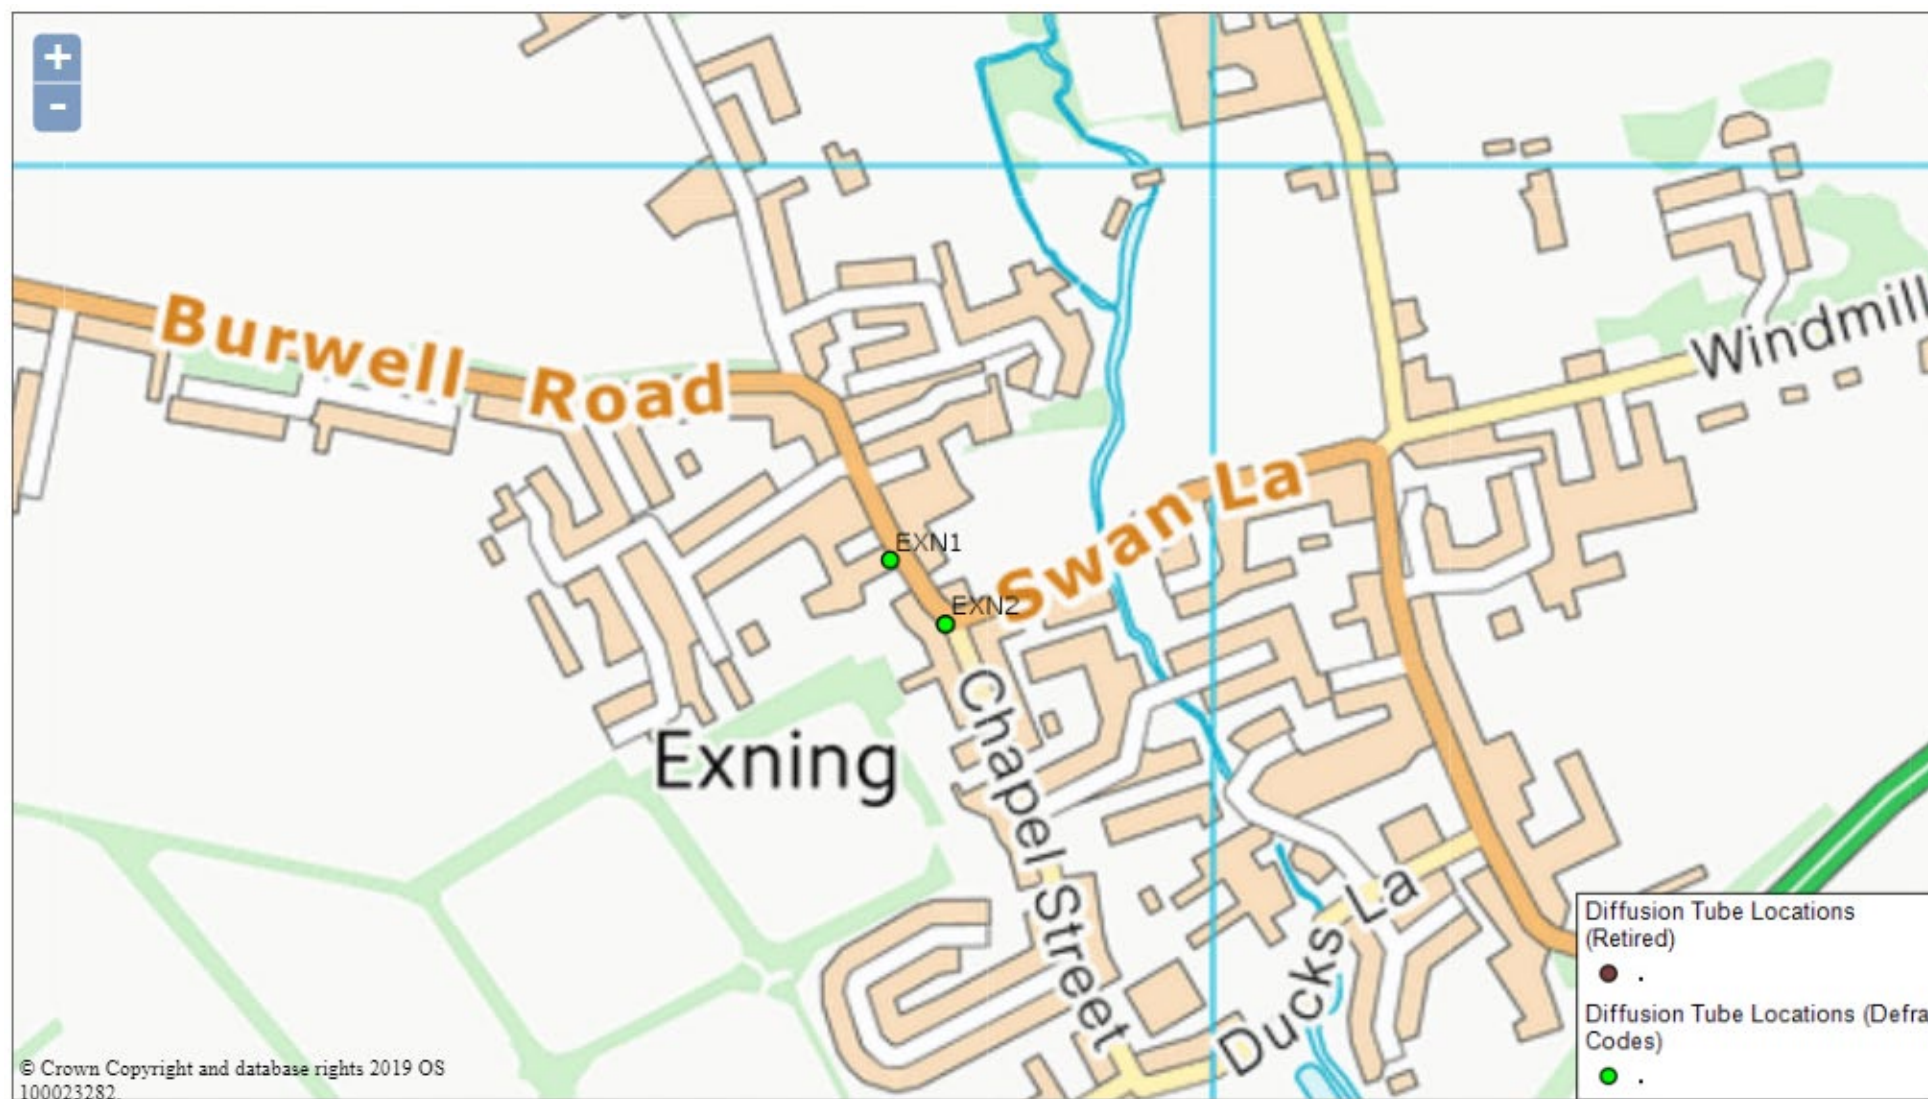 +
-
Burwell Road
Windmill
Swan La
EXN1
EXN2
Chapel Street
Exning
Ducks La
Diffusion Tube Locations
(Retired)
.
Diffusion Tube Locations (Defra
Codes)
.
© Crown Copyright and database rights 2019 OS
100023282.